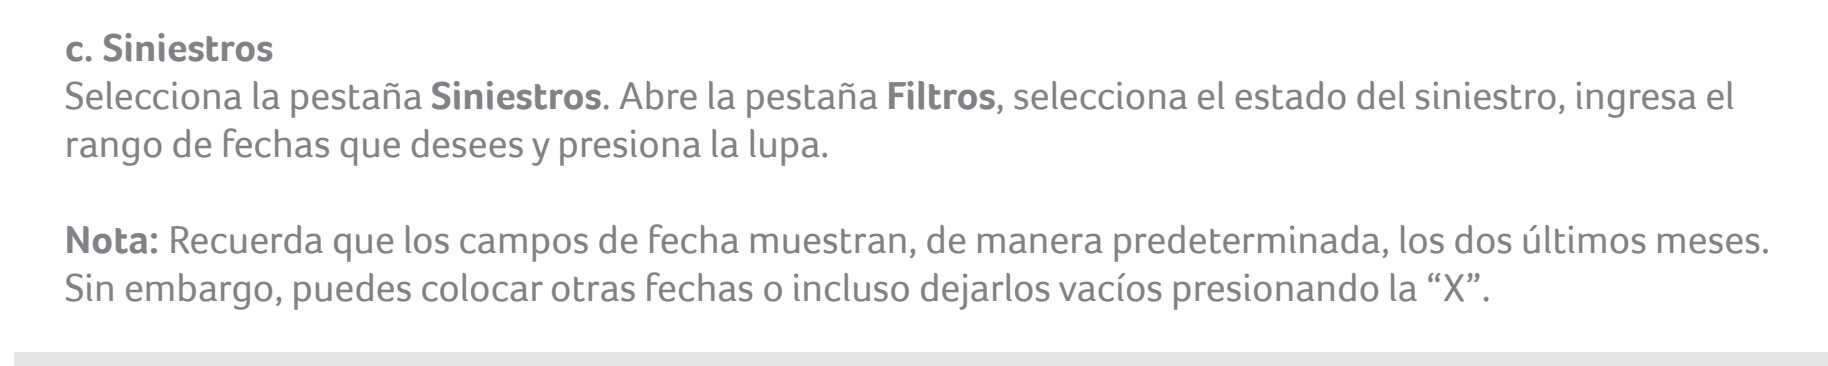 c. Siniestros
Selecciona la pestaña Siniestros. Abre la pestaña Filtros, selecciona el estado del siniestro, ingresa el
rango de fechas que desees y presiona la lupa.
Nota: Recuerda que los campos de fecha muestran, de manera predeterminada, los dos últimos meses.
Sin embargo, puedes colocar otras fechas o incluso dejarlos vacíos presionando la “X”.